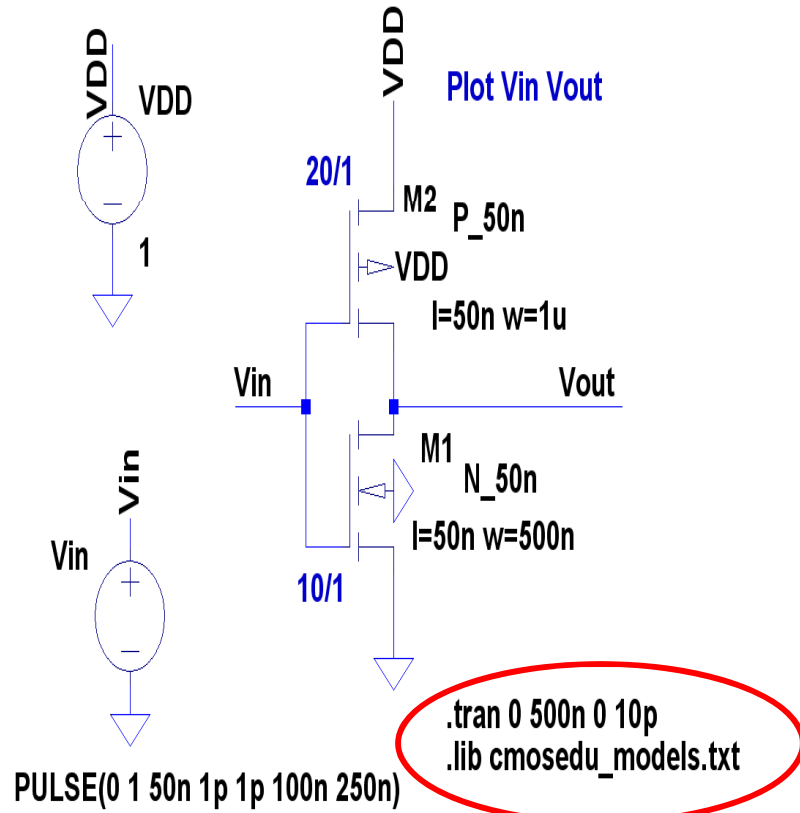 VDD
VDD
1
VDD
Plot Vin Vout
20/1
M2
P_50n
VDD
l=50n w=1u
Vin
Vout
M1
N_50n
l=50n w=500n
10/1
Vin
Vin
PULSE(0 1 50n 1p 1p 100n 250n)
.tran 0 500n 0 10p
.lib cmosedu_models.txt